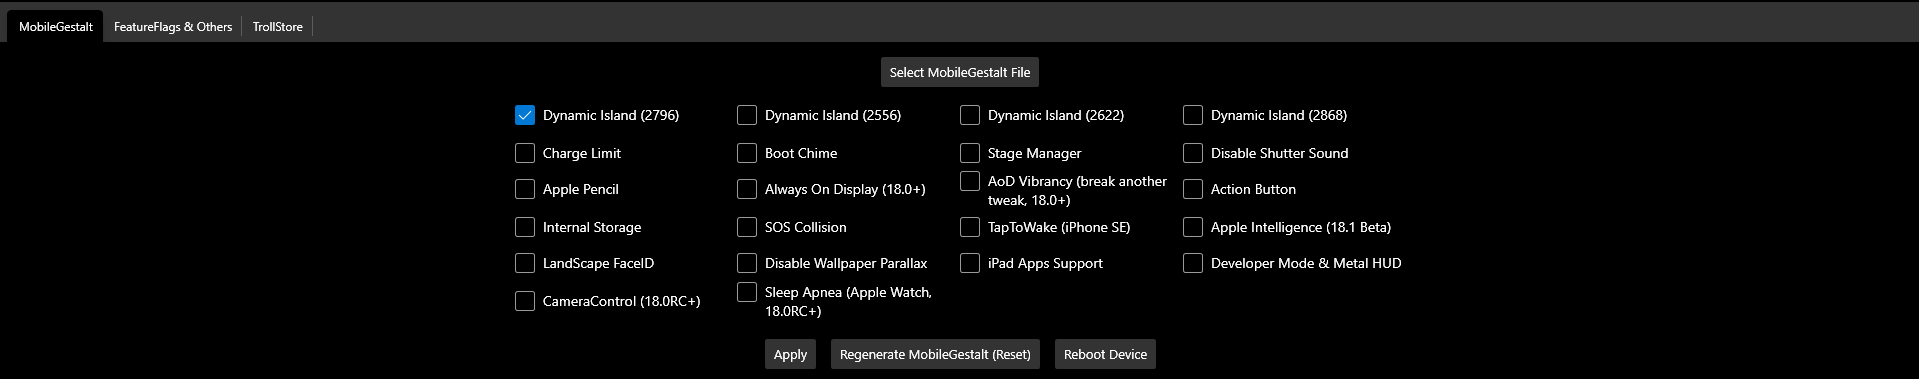 MobileGestalt
FeatureFlags & Others
TrollStore
Select MobileGestalt File
Dynamic Island (2796)
Dynamic Island (2556)
Dynamic Island (2622)
Dynamic Island (2868)
Charge Limit
Boot Chime
Stage Manager
Disable Shutter Sound
Apple Pencil
Always On Display (18.0+)
AoD Vibrancy (break another
tweak, 18.0+)
Action Button
Internal Storage
SOS Collision
TapToWake (iPhone SE)
Apple Intelligence (18.1 Beta)
LandScape FaceID
Disable Wallpaper Parallax
iPad Apps Support
Developer Mode & Metal HUD
CameraControl (18.0RC+)
Sleep Apnea (Apple Watch,
18.0RC+)
Apply
Regenerate MobileGestalt (Reset)
Reboot Device